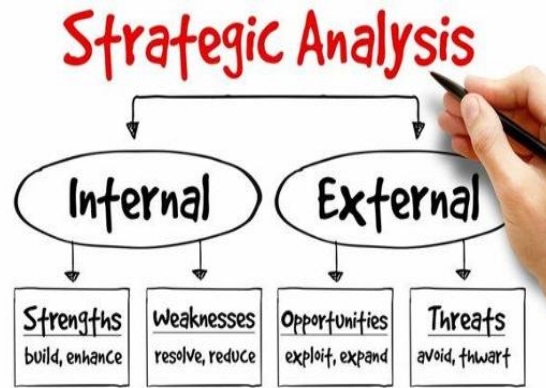 Strategic Analysis
Internal
External
Strengths
build, enhance
Weaknesses
resolve, reduce
Opportunities
exploit, expand
Threats
avoid, thwart